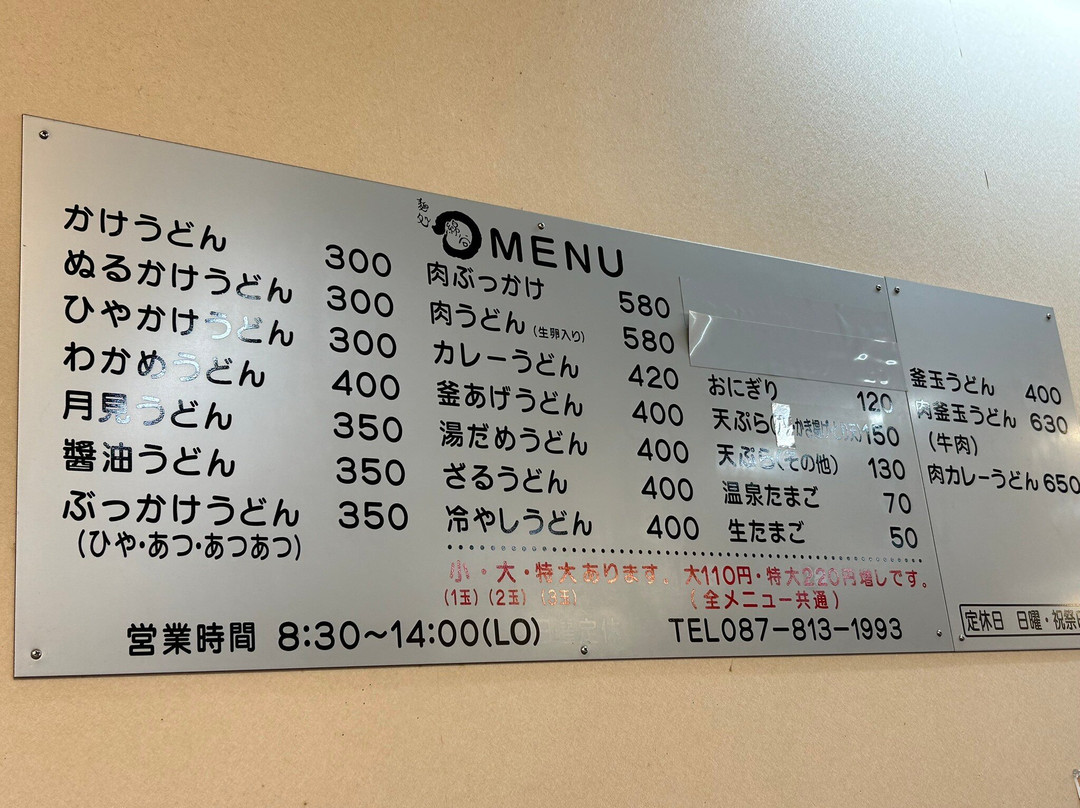 麺処 綿谷 MENU
かけうどん 300
ぬるかけうどん 300
ひやかけうどん 300
わかめうどん 400
月見うどん 350
醬油うどん 350
ぶっかけうどん 350
(ひや・あつ・あつあつ)
肉ぶっかけ 580
肉うどん(生卵入り) 580
カレーうどん 420
釜あげうどん 400
湯だめうどん 400
ざるうどん 400
冷やしうどん 400
おにぎり 120
天ぷら( 150
天ぷら(その他) 130
温泉たまご 70
生たまご 50
小・大・特大あります。大110円・特大220円増しです。
(1玉)(2玉)(3玉) (全メニュー共通)
営業時間 8:30~14:00(LO) TEL087-813-1993
釜玉うどん 400
肉釜玉うどん 630
(牛肉)
肉カレーうどん 650
定休日 日曜・祝祭日